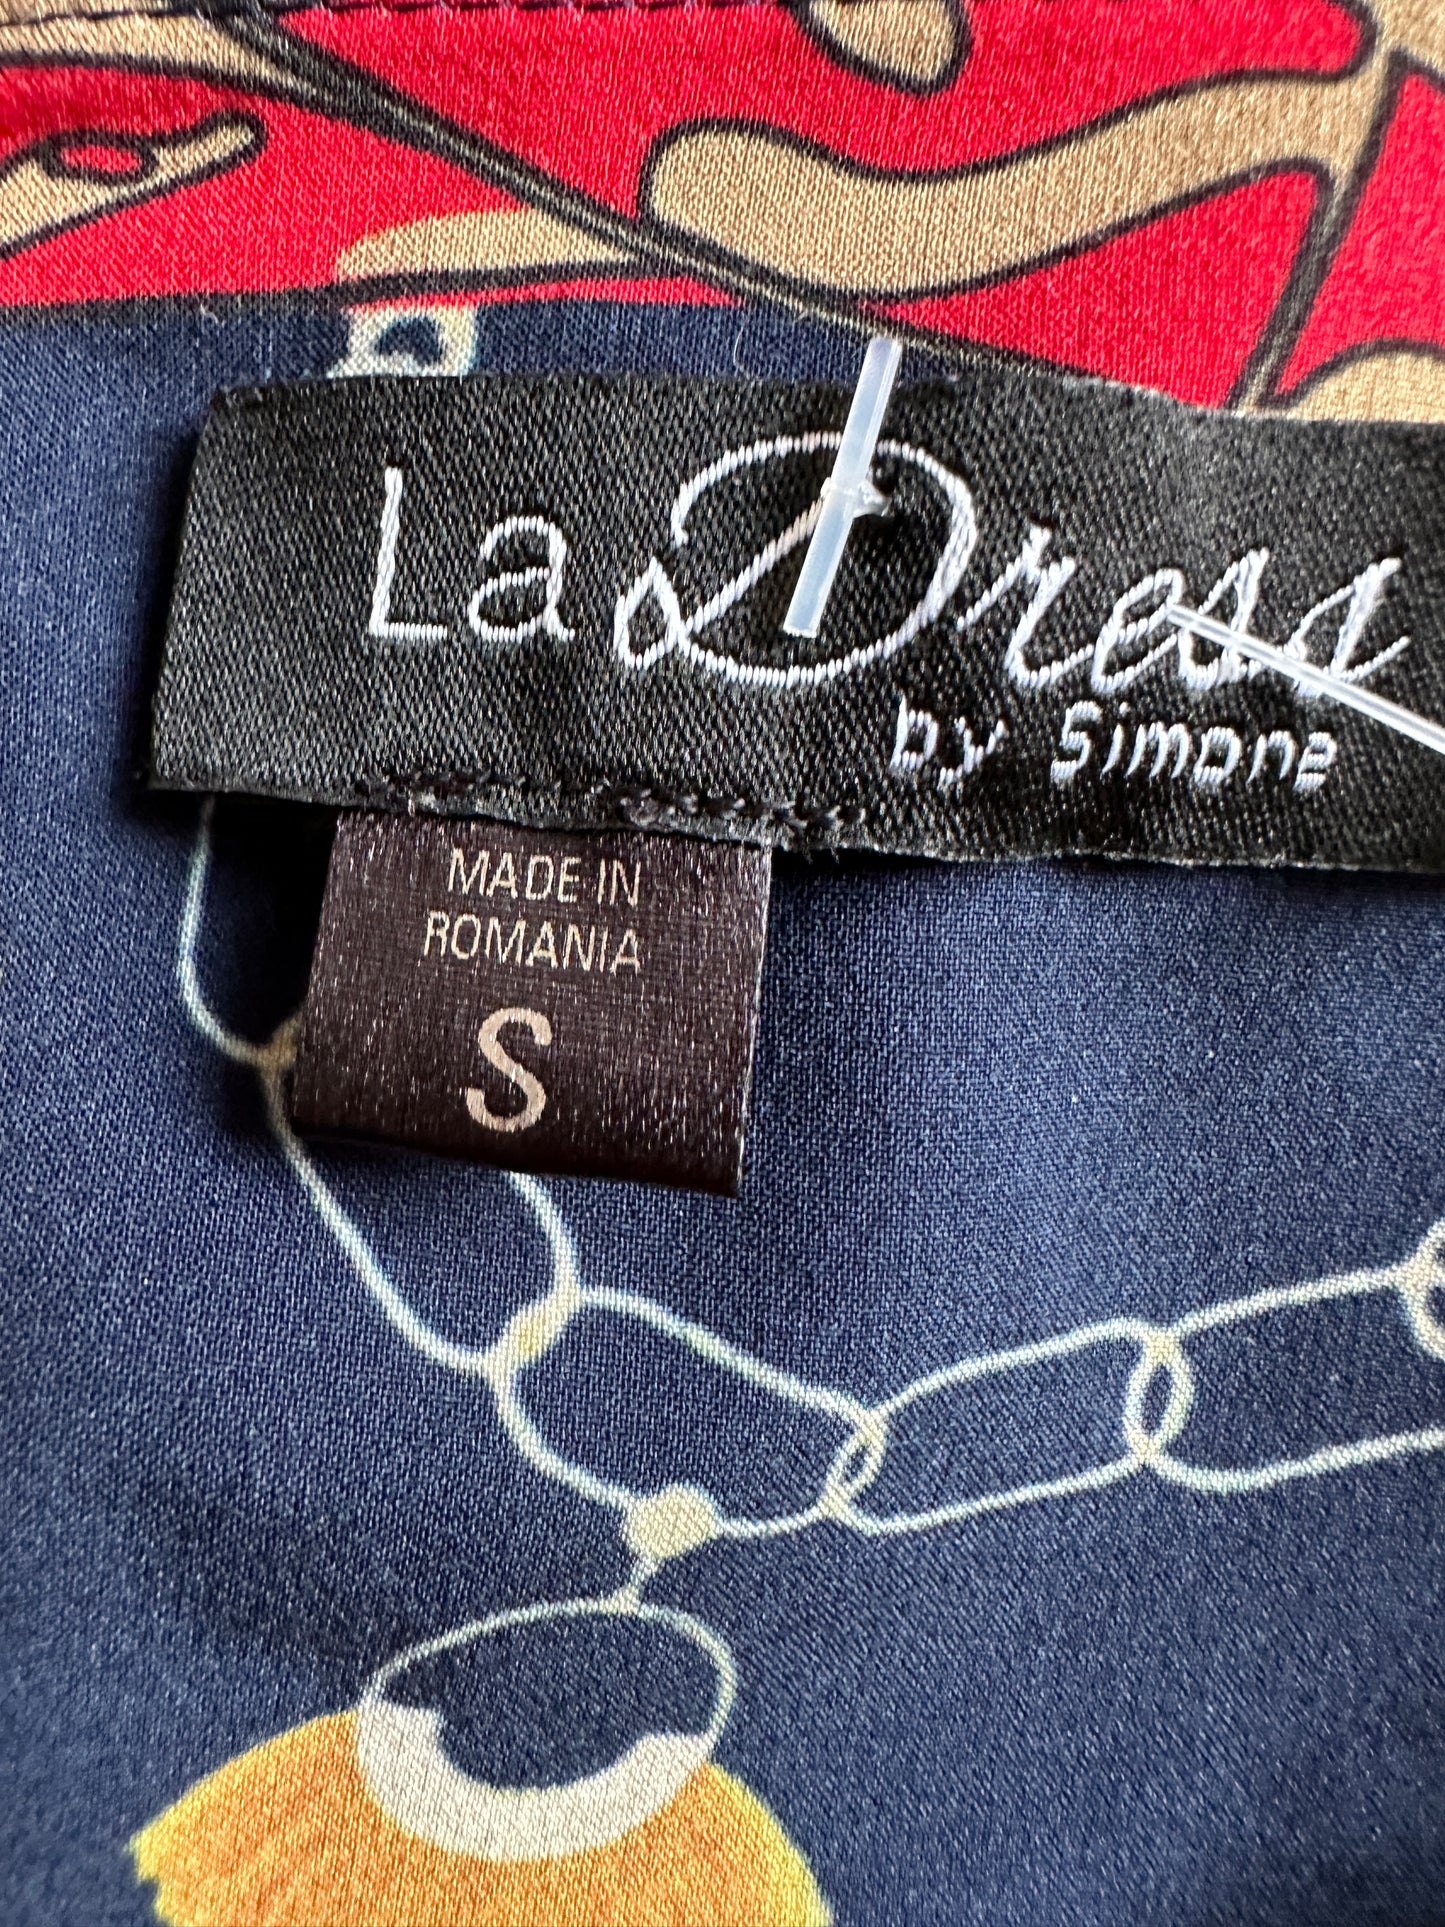 La Dress
by Simone
MADE IN
ROMANIA
S